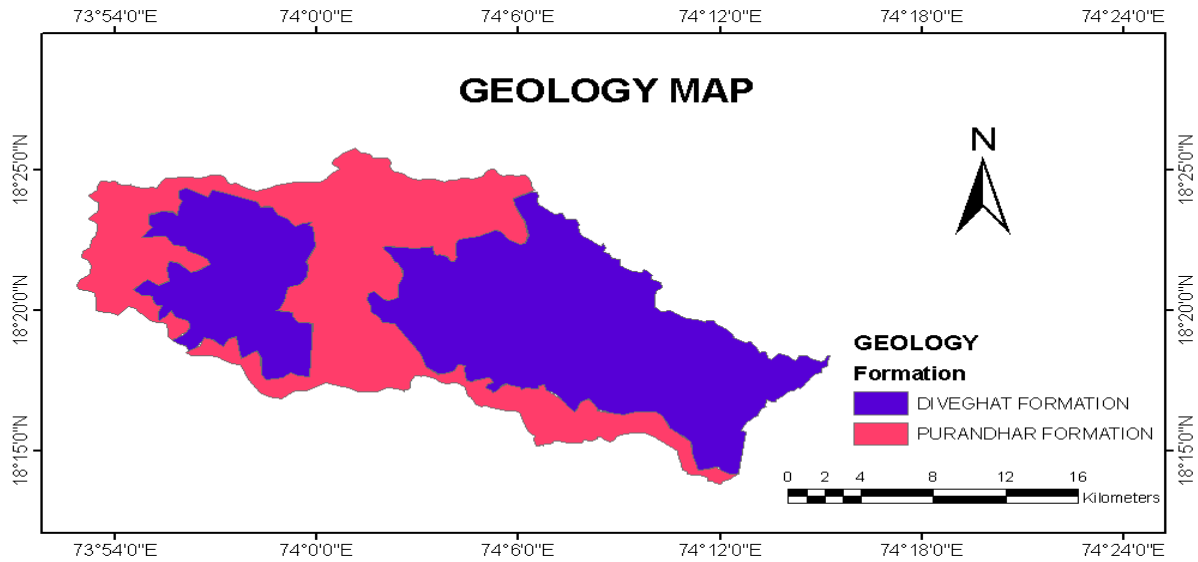 73°54'0"E 74°0'0"E 74°6'0"E 74°12'0"E 74°18'0"E 74°24'0"E
GEOLOGY MAP
N
18°25'0"N 18°25'0"N
18°20'0"N 18°20'0"N
GEOLOGY
Formation
DIVEGHAT FORMATION
PURANDHAR FORMATION
18°15'0"N 18°15'0"N
0 2 4 8 12 16
Kilometers
73°54'0"E 74°0'0"E 74°6'0"E 74°12'0"E 74°18'0"E 74°24'0"E